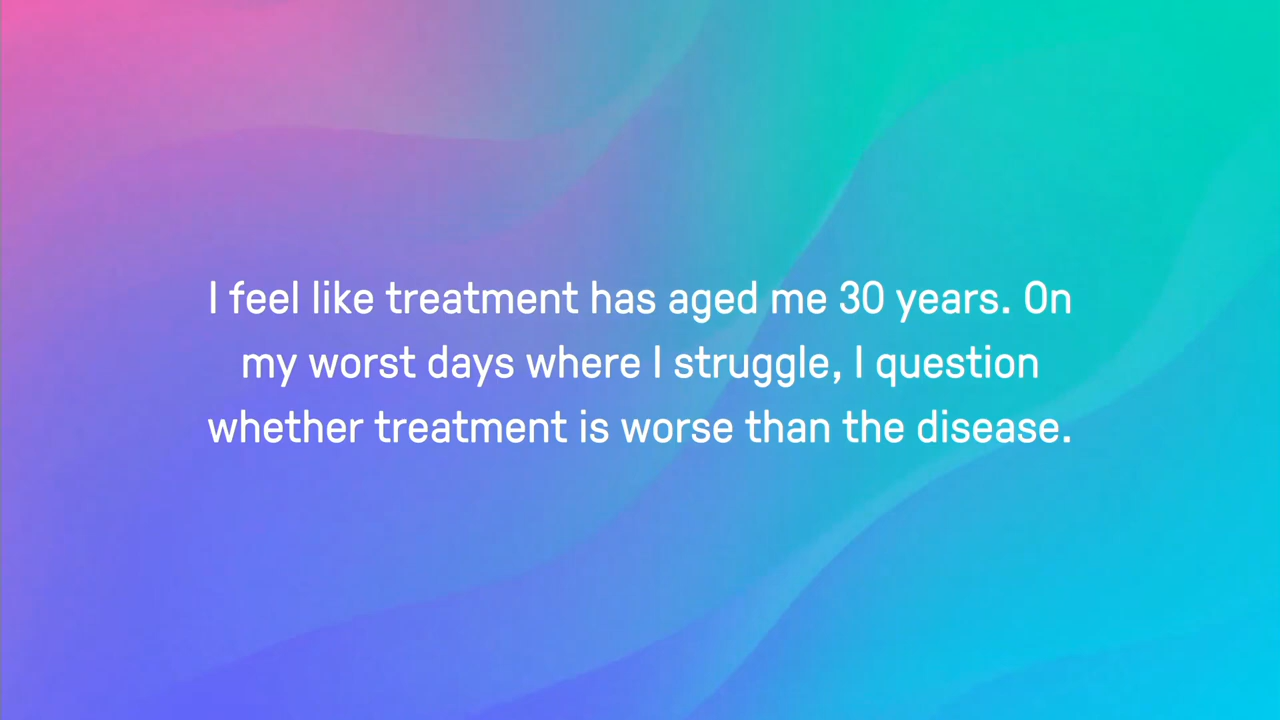 I feel like treatment has aged me 30 years. On
my worst days where I struggle, I question
whether treatment is worse than the disease.